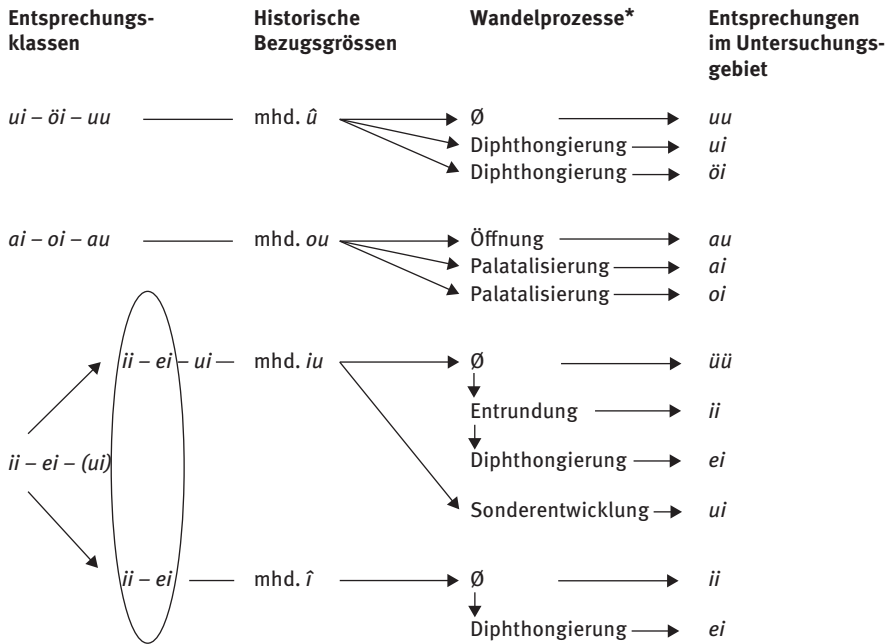 Entsprechungs-klassen Historische Bezugsgrössen Wandelprozesse* Entsprechungen im Untersuchungs-gebiet
ui – öi – uu mhd. û Ø uu
Diphthongierung ui
Diphthongierung öi
ai – oi – au mhd. ou Öffnung au
Palatalisierung ai
Palatalisierung oi
ii – ei – ui mhd. iu Ø üü
Entrundung ii
ii – ei – (ui) Diphthongierung ei
Sonderentwicklung ui
ii – ei mhd. î Ø ii
Diphthongierung ei